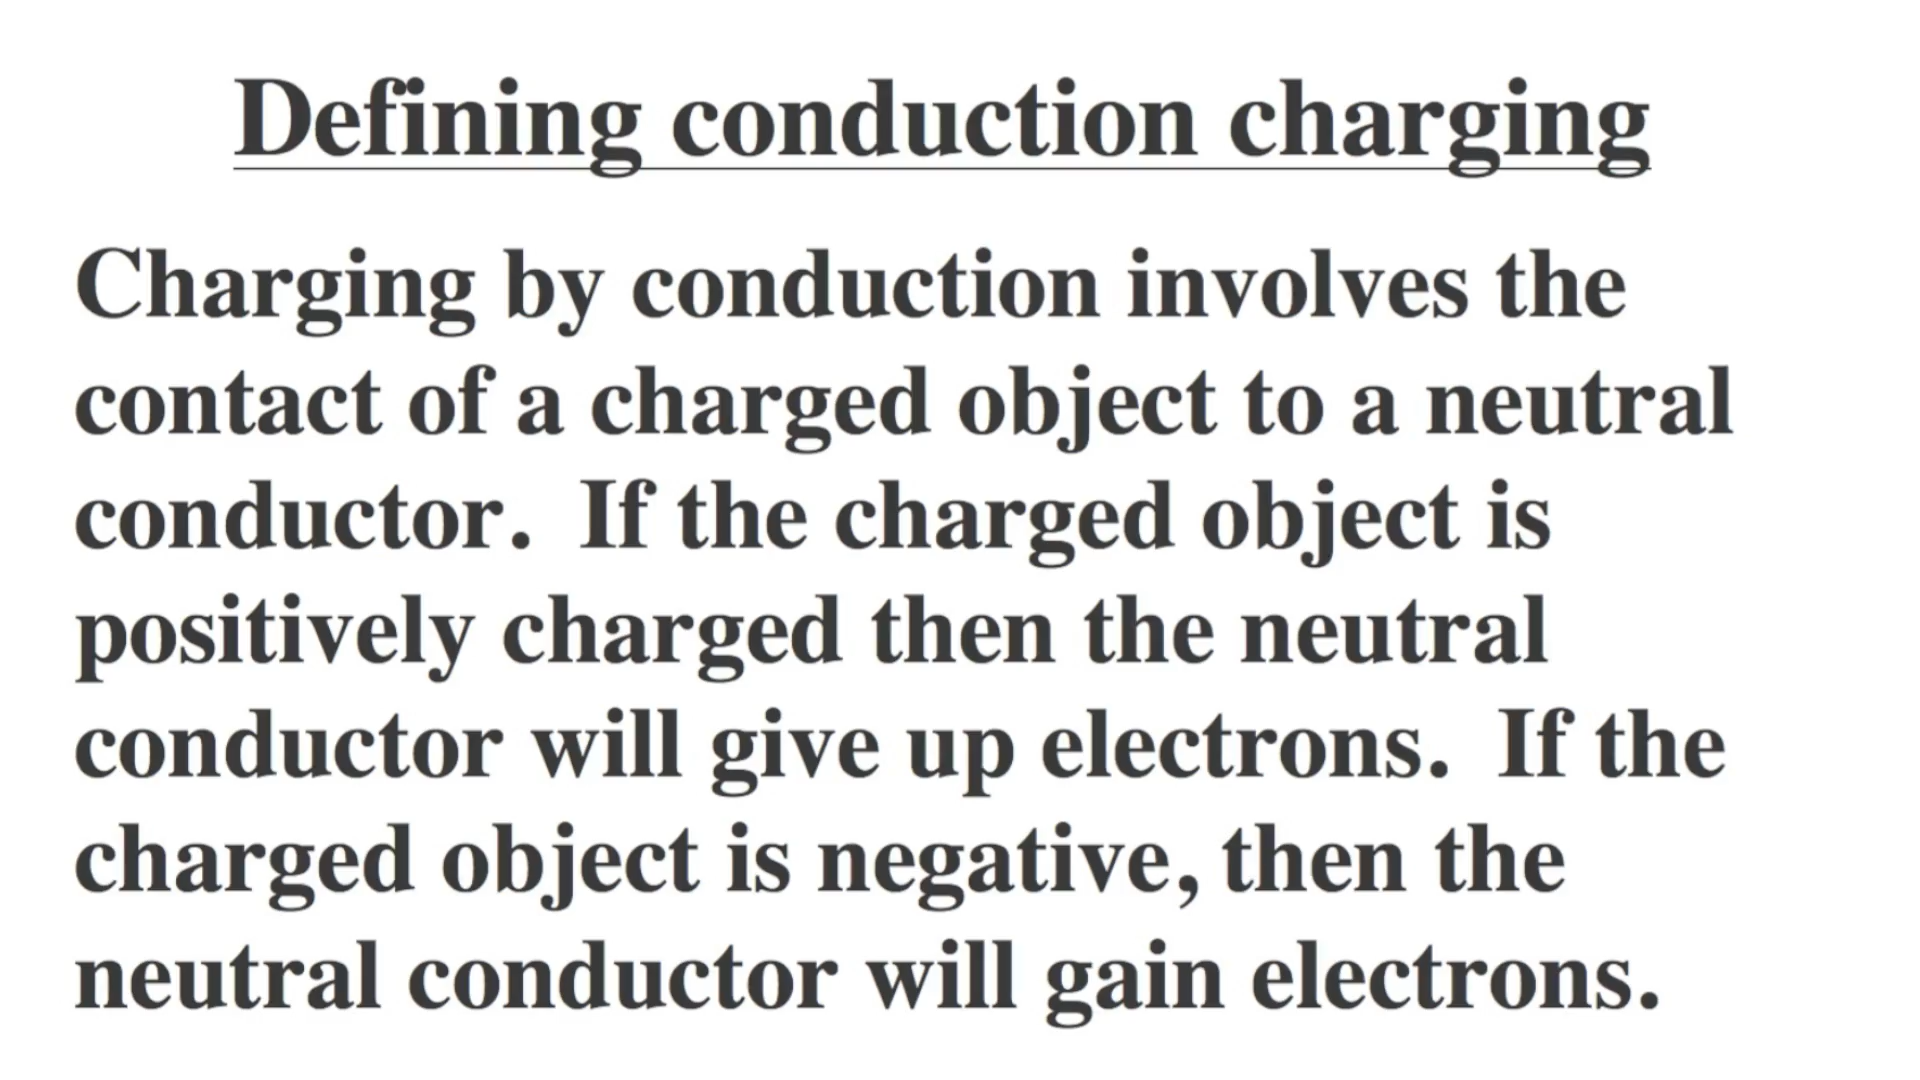 Defining conduction charging
Charging by conduction involves the
contact of a charged object to a neutral
conductor.  If the charged object is
positively charged then the neutral
conductor will give up electrons.  If the
charged object is negative, then the
neutral conductor will gain electrons.